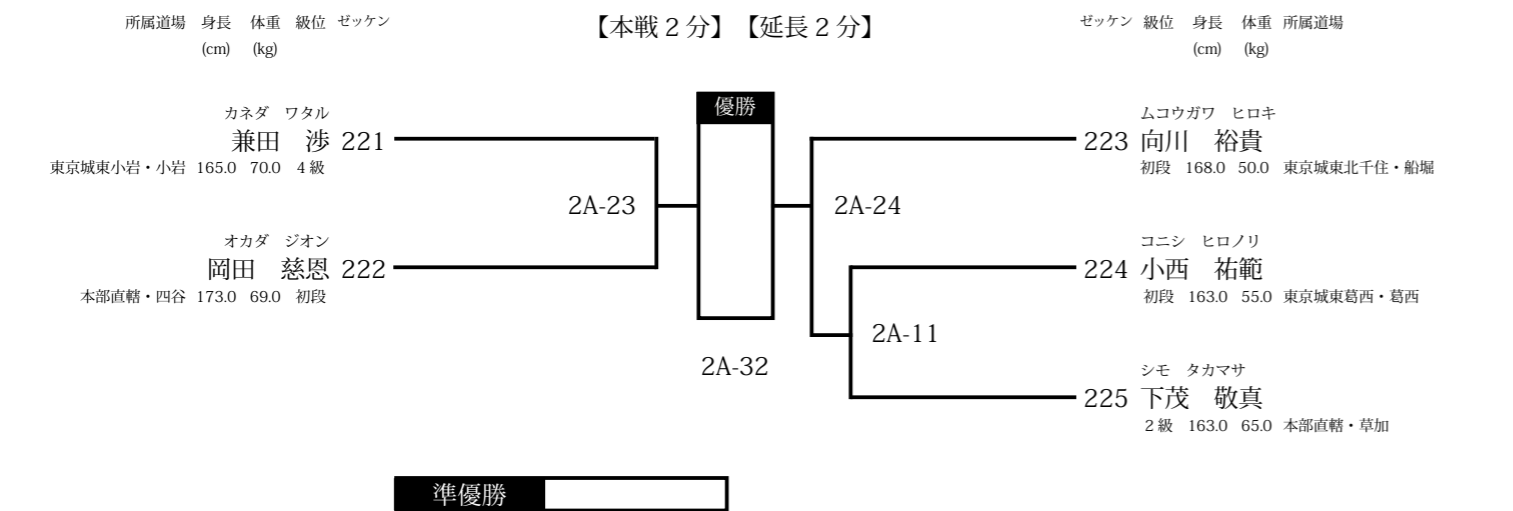 所属道場 身長 体重 級位 ゼッケン
(cm) (kg)
【本戦２分】【延長２分】
ゼッケン 級位 身長 体重 所属道場
(cm) (kg)
優勝
カネダ ワタル
兼田 渉 221
東京城東小岩・小岩 165.0 70.0 ４級
2A-23
オカダ ジオン
岡田 慈恩 222
本部直轄・四谷 173.0 69.0 初段
2A-32
ムコウガワ ヒロキ
223 向川 裕貴
初段 168.0 50.0 東京城東北千住・船堀
2A-24
コニシ ヒロノリ
224 小西 祐範
初段 163.0 55.0 東京城東葛西・葛西
2A-11
シモ タカマサ
225 下茂 敬真
２級 163.0 65.0 本部直轄・草加
準優勝